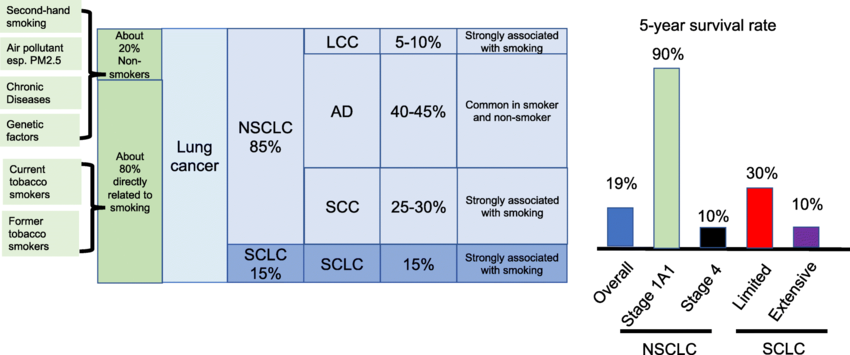 Second-hand
smoking
Air pollutant
esp. PM2.5
Chronic
Diseases
Genetic
factors
Current
tobacco
smokers
Former
tobacco
smokers
About
20%
Non-
smokers
About
80%
directly
related to
smoking
Lung
cancer
NSCLC
85%
SCLC
15%
LCC
5-10%
Strongly associated
with smoking
AD
40-45%
Common in smoker
and non-smoker
SCC
25-30%
Strongly associated
with smoking
SCLC
15%
Strongly associated
with smoking
5-year survival rate
19%
90%
10%
30%
10%
Overall
Stage 1A1
Stage 4
Limited
Extensive
NSCLC
SCLC